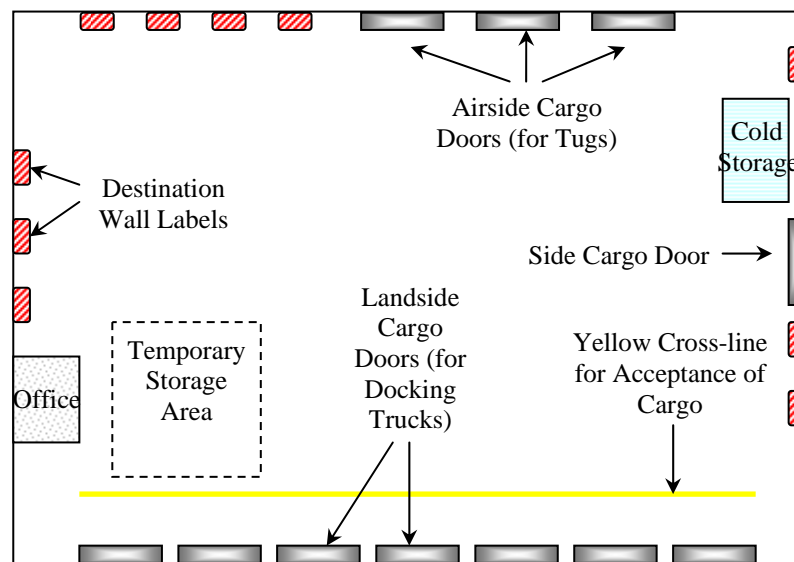 Airside Cargo
Doors (for Tugs)
Cold
Storage
Destination
Wall Labels
Side Cargo Door
Landside
Cargo
Doors (for
Docking
Trucks)
Temporary
Storage
Area
Yellow Cross-line
for Acceptance of
Cargo
Office